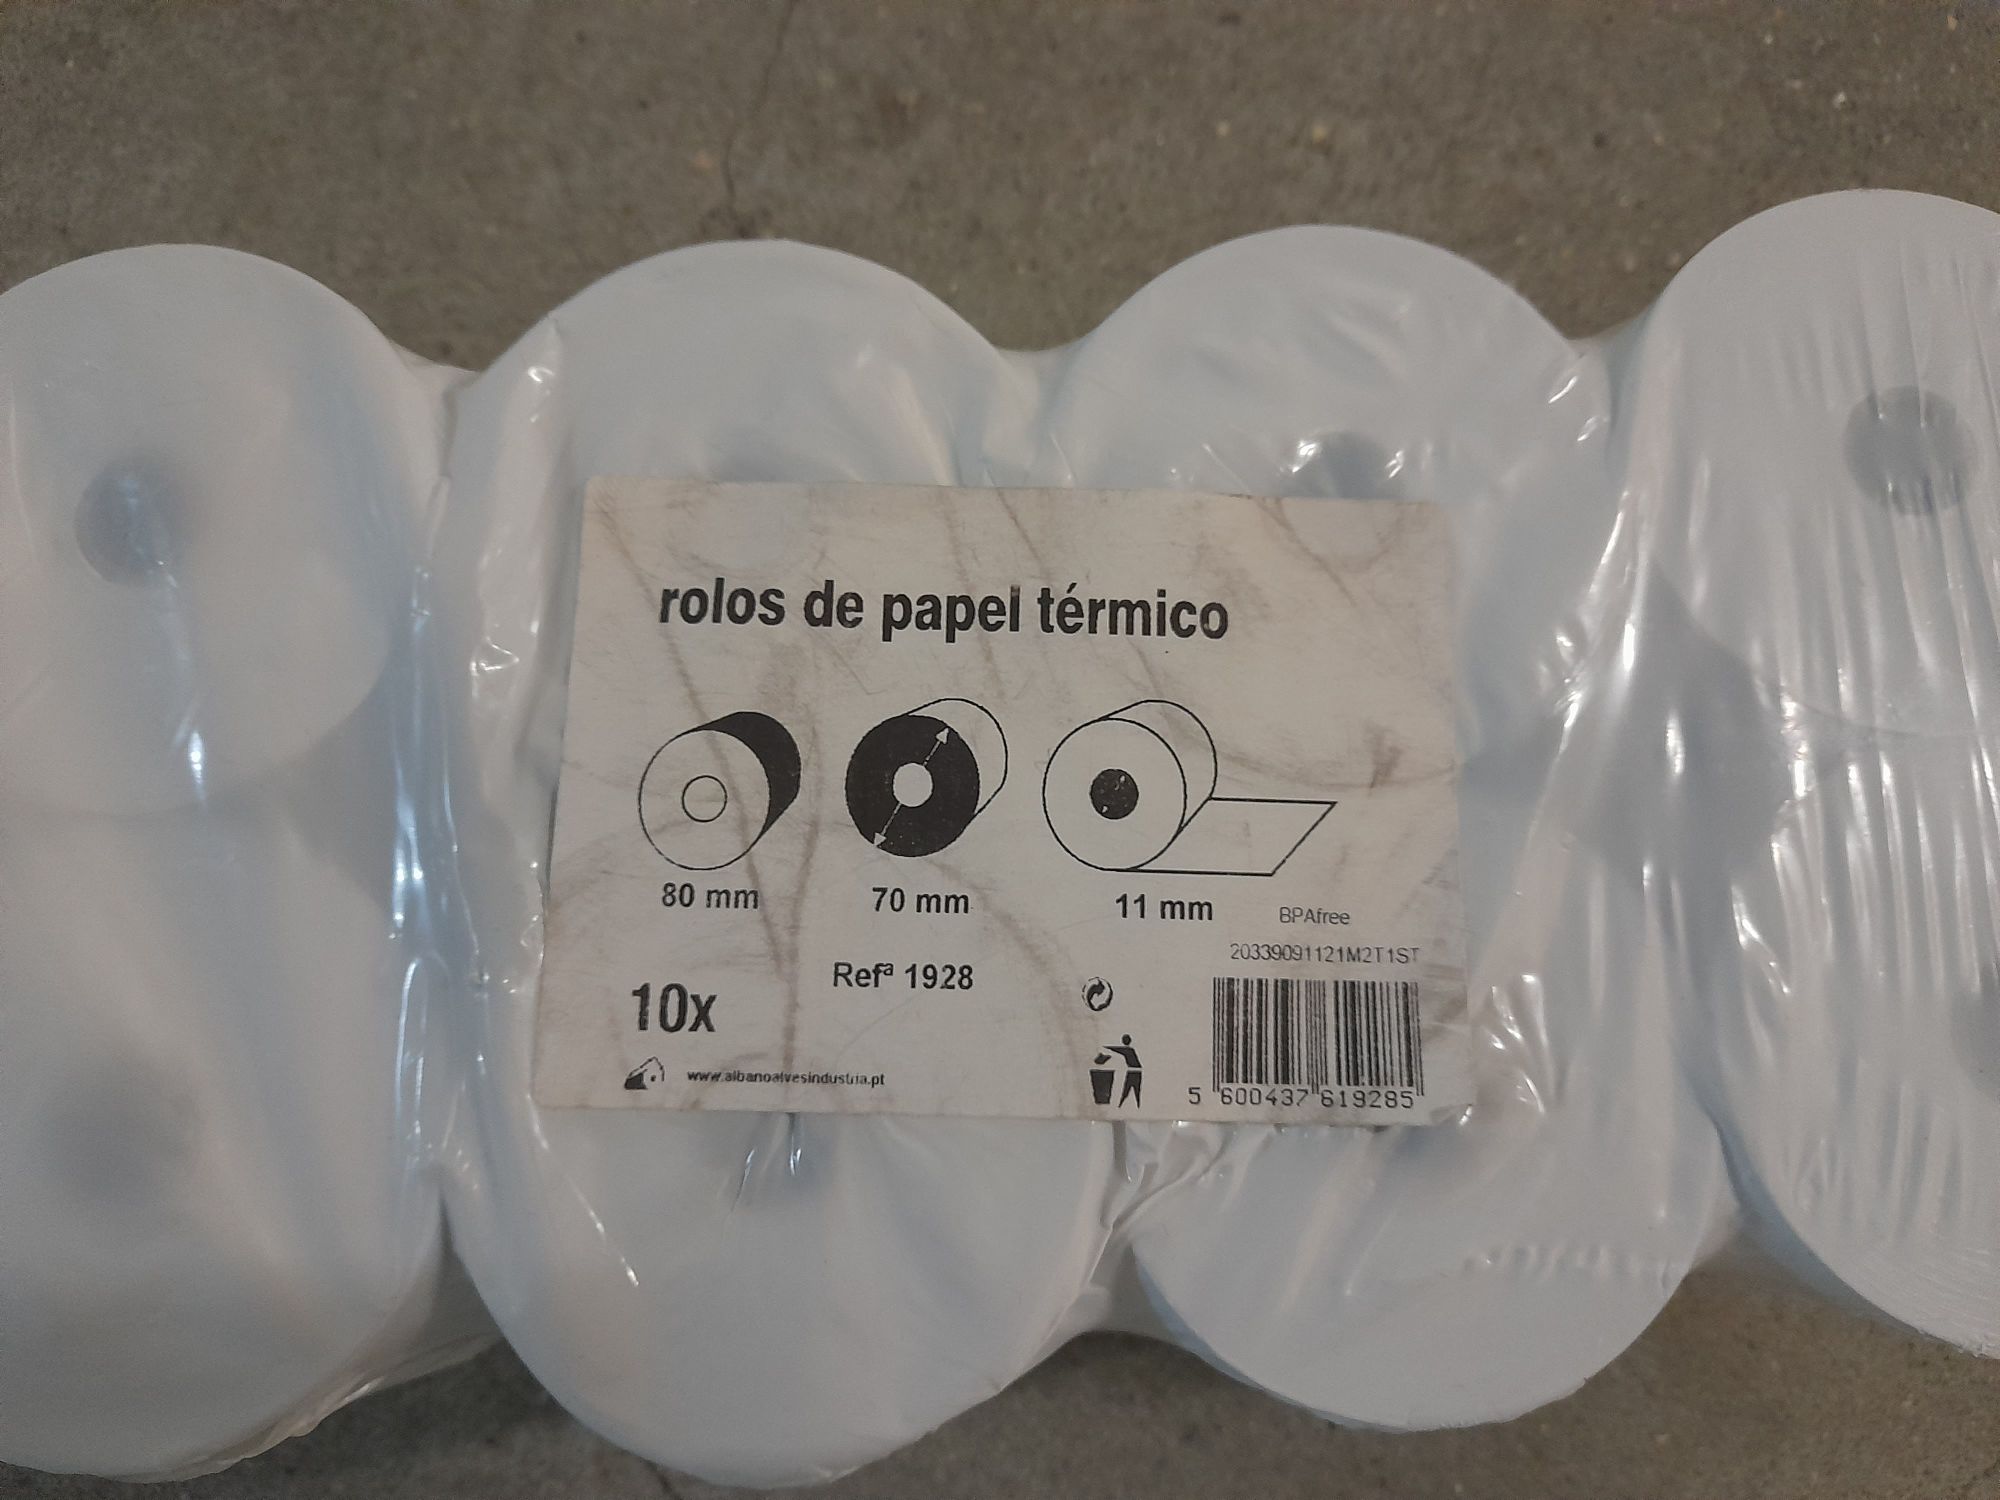 rolos de papel térmico
80 mm
70 mm
11 mm
BPAfree
20339091121M2T1ST
Refª 1928
10x
www.albanoalvesindustria.pt
5 600437 619285